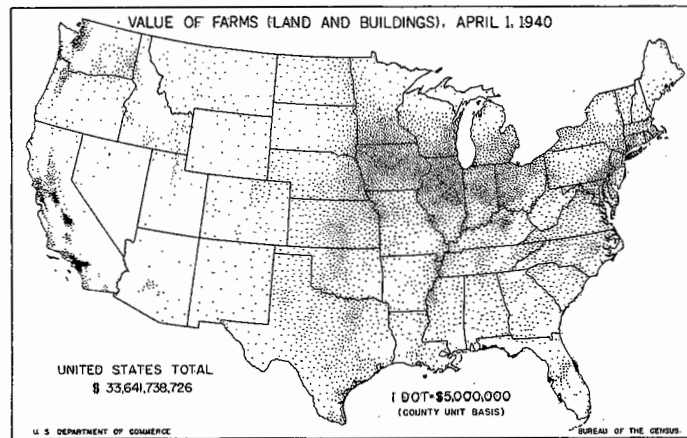 VALUE OF FARMS (LAND AND BUILDINGS), APRIL 1, 1940
UNITED STATES TOTAL
$ 33,641,738,726
1 DOT=$5,000,000
(COUNTY UNIT BASIS)
U. S DEPARTMENT OF COMMERCE
BUREAU OF THE CENSUS.